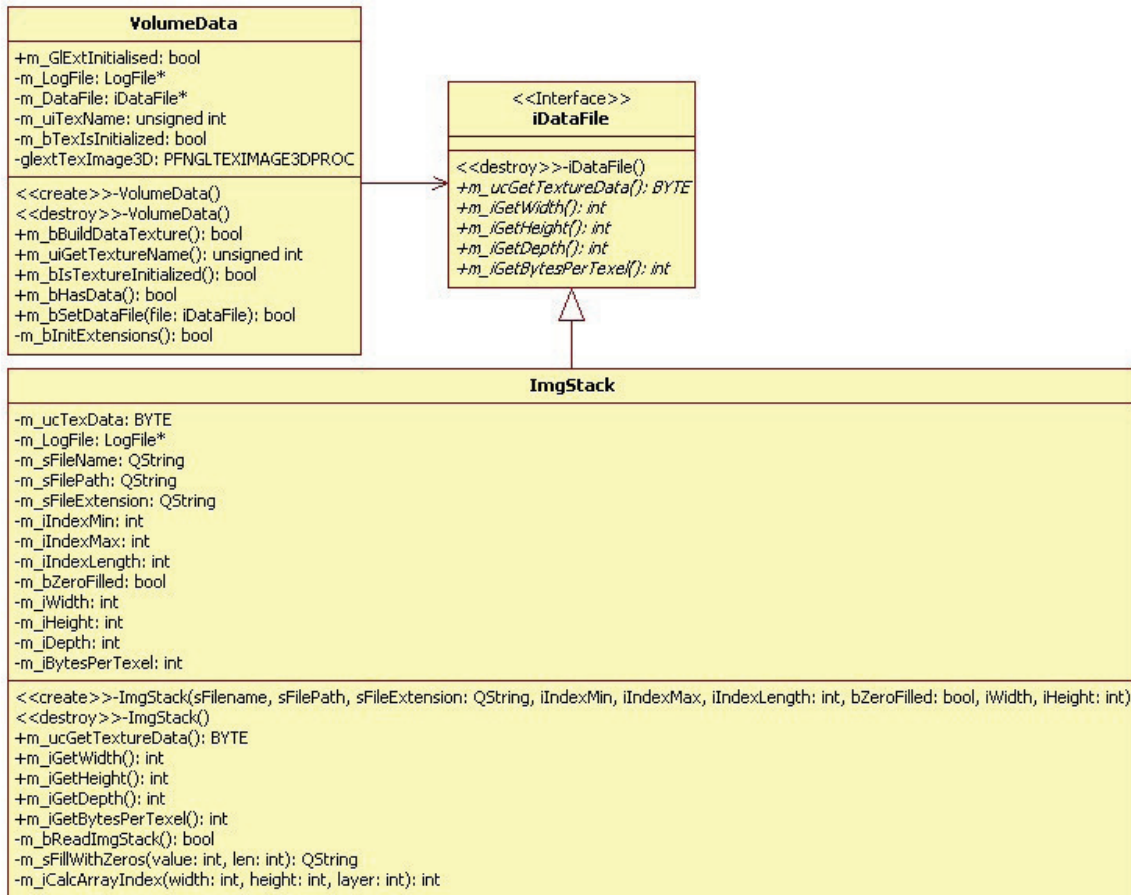 VolumeData
+m_GlExtInitialised: bool
-m_LogFile: LogFile*
-m_DataFile: iDataFile*
-m_uiTexName: unsigned int
-m_bTexIsInitialized: bool
-glextTexImage3D: PFNGLTEXIMAGE3DPROC
<<create>>-VolumeData()
<<destroy>>-VolumeData()
+m_bBuildDataTexture(): bool
+m_uiGetTextureName(): unsigned int
+m_bIsTextureInitialized(): bool
+m_bHasData(): bool
+m_bSetDataFile(file: iDataFile): bool
-m_bInitExtensions(): bool
<<Interface>>
iDataFile
<<destroy>>-iDataFile()
+m_ucGetTextureData(): BYTE
+m_iGetWidth(): int
+m_iGetHeight(): int
+m_iGetDepth(): int
+m_iGetBytesPerTexel(): int
ImgStack
-m_ucTexData: BYTE
-m_LogFile: LogFile*
-m_sFileName: QString
-m_sFilePath: QString
-m_sFileExtension: QString
-m_iIndexMin: int
-m_iIndexMax: int
-m_iIndexLength: int
-m_bZeroFilled: bool
-m_iWidth: int
-m_iHeight: int
-m_iDepth: int
-m_iBytesPerTexel: int
<<create>>-ImgStack(sFilename, sFilePath, sFileExtension: QString, iIndexMin, iIndexMax, iIndexLength: int, bZeroFilled: bool, iWidth, iHeight: int)
<<destroy>>-ImgStack()
+m_ucGetTextureData(): BYTE
+m_iGetWidth(): int
+m_iGetHeight(): int
+m_iGetDepth(): int
+m_iGetBytesPerTexel(): int
-m_bReadImgStack(): bool
-m_sFillWithZeros(value: int, len: int): QString
-m_iCalcArrayIndex(width: int, height: int, layer: int): int